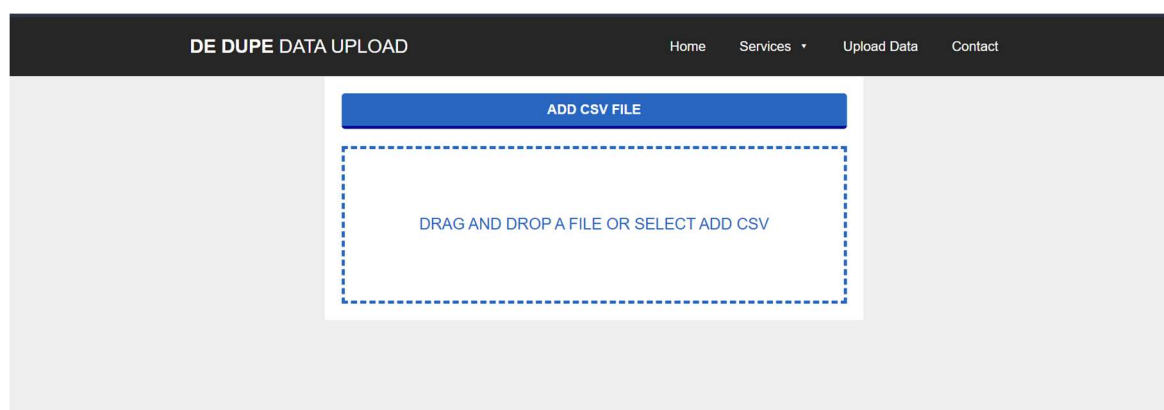 DE DUPE DATA UPLOAD
Home
Services
Upload Data
Contact
ADD CSV FILE
DRAG AND DROP A FILE OR SELECT ADD CSV